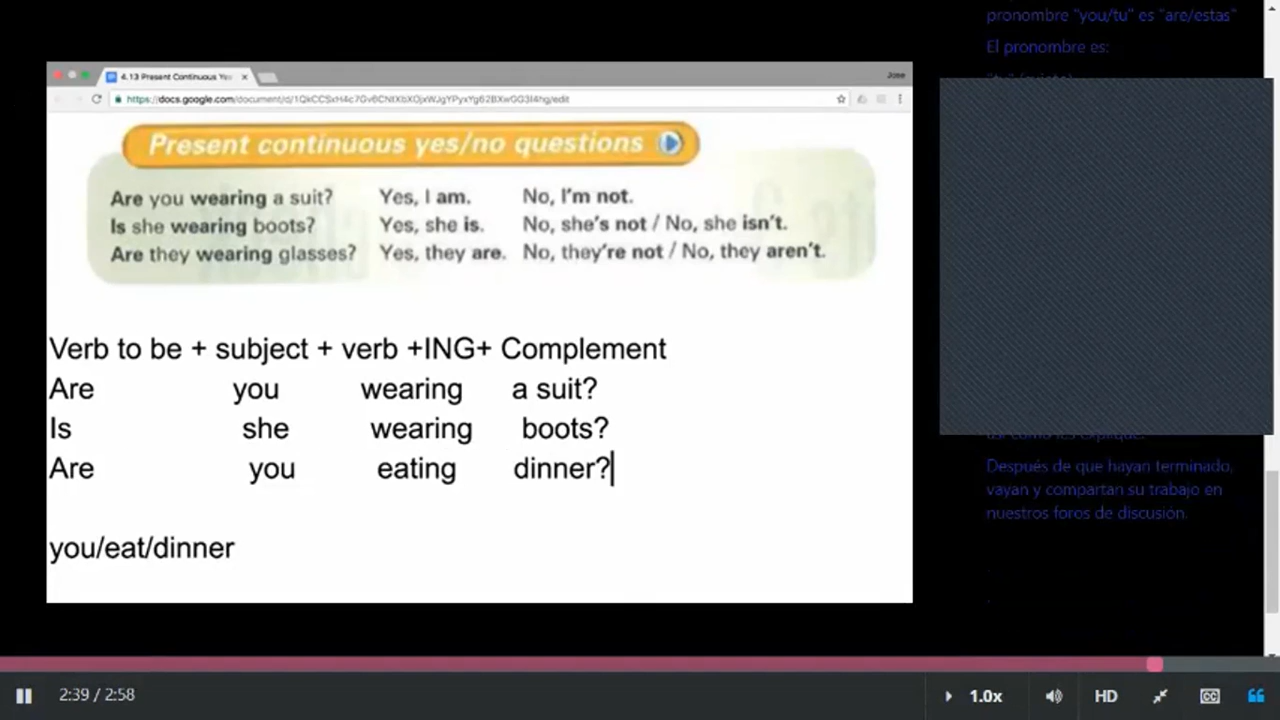 pronombre "you/tu" es "are/estas"
El pronombre es:
4.13 Present Continuous Yes
Jose
Present continuous yes/no questions
Are you wearing a suit? Yes, I am. No, I'm not.
Is she wearing boots? Yes, she is. No, she's not / No, she isn't.
Are they wearing glasses? Yes, they are. No, they're not / No, they aren't.
Verb to be + subject + verb +ING+ Complement
Are you wearing a suit?
Is she wearing boots?
Are you eating dinner?
you/eat/dinner
Después de que hayan terminado,
vayan y compartan su trabajo en
nuestros foros de discusión.
2:39 / 2:58
1.0x
HD
CC